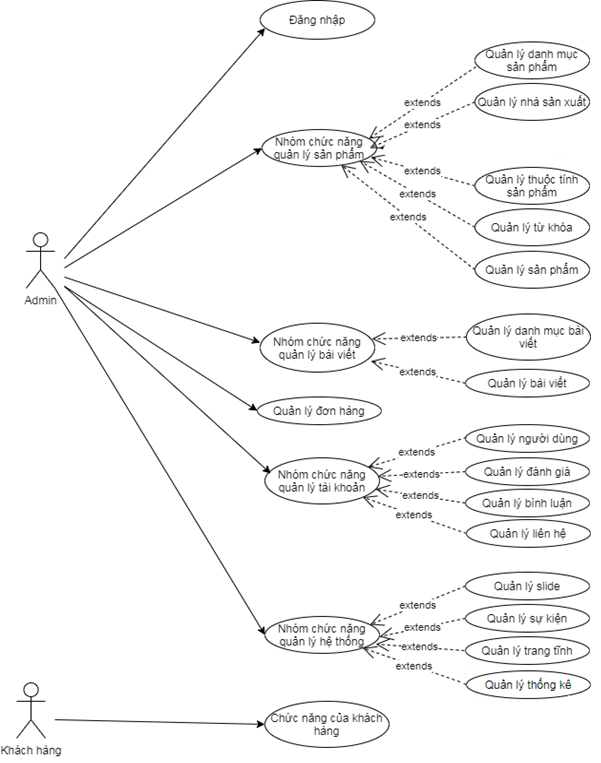 Đăng nhập
Quản lý danh mục
sản phẩm
extends
Quản lý nhà sản xuất
extends
Nhóm chức năng
quản lý sản phẩm
extends
Quản lý thuộc tính
sản phẩm
extends
Quản lý từ khóa
Quản lý sản phẩm
Admin
Nhóm chức năng
quản lý bài viết
extends
Quản lý danh mục bài
viết
extends
Quản lý bài viết
Quản lý đơn hàng
Quản lý người dùng
extends
Nhóm chức năng
quản lý tài khoản
extends
Quản lý đánh giá
extends
Quản lý bình luận
extends
Quản lý liên hệ
Quản lý slide
extends
Quản lý sự kiện
extends
Nhóm chức năng
quản lý hệ thống
extends
Quản lý trang tĩnh
extends
Quản lý thống kê
Chức năng của khách
hàng
Khách hàng